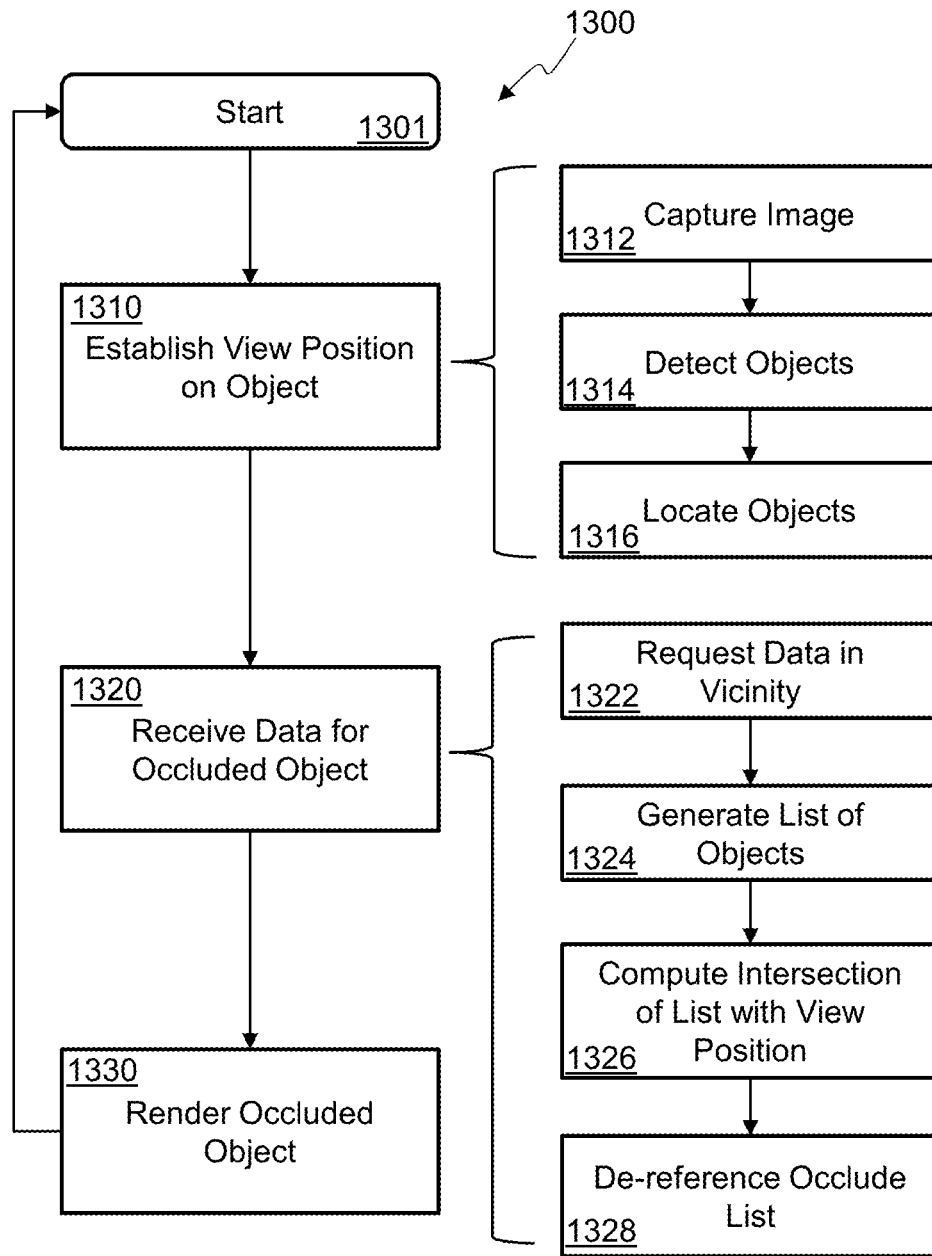 1300
Start
1301
1310
Establish View Position
on Object
Capture Image
1312
Detect Objects
1314
Locate Objects
1316
1320
Receive Data for
Occluded Object
Request Data in
Vicinity
1322
Generate List of
Objects
1324
Compute Intersection
of List with View
Position
1326
De-reference Occlude
List
1328
1330
Render Occluded
Object